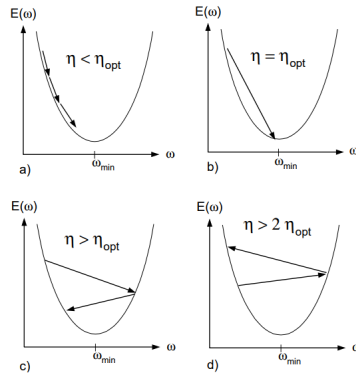 E(ω)
η < η_opt
ω
ω_min
a)
E(ω)
η = η_opt
ω
ω_min
b)
E(ω)
η > η_opt
ω
ω_min
c)
E(ω)
η > 2 η_opt
ω
ω_min
d)